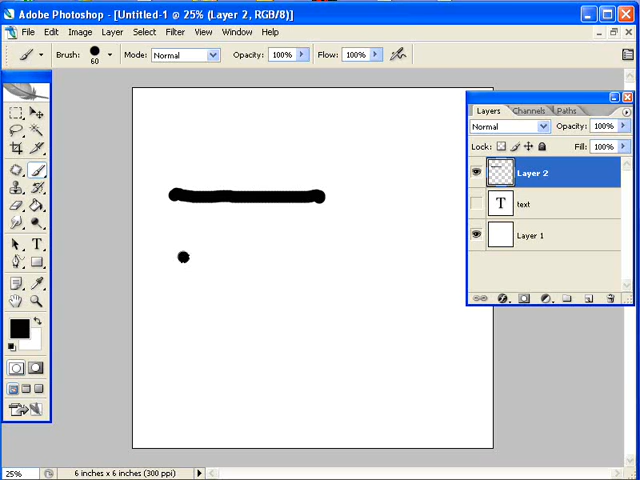 Adobe Photoshop - [Untitled-1 @ 25% (Layer 2, RGB/8)]
File Edit Image Layer Select Filter View Window Help
Brush: 60 Mode: Normal Opacity: 100% Flow: 100%
Layers Channels Paths
Normal Opacity: 100%
Lock: Fill: 100%
Layer 2
T text
Layer 1
T
25% 6 inches x 6 inches (300 ppi)